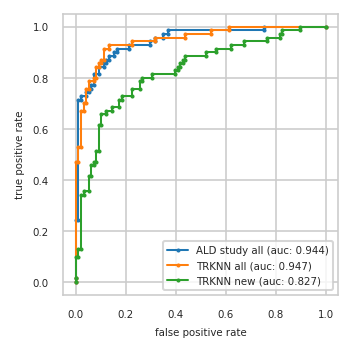 1.0
0.8
0.6
0.4
0.2
0.0
true positive rate
ALD study all (auc: 0.944)
TRKNN all (auc: 0.947)
TRKNN new (auc: 0.827)
0.0 0.2 0.4 0.6 0.8 1.0
false positive rate